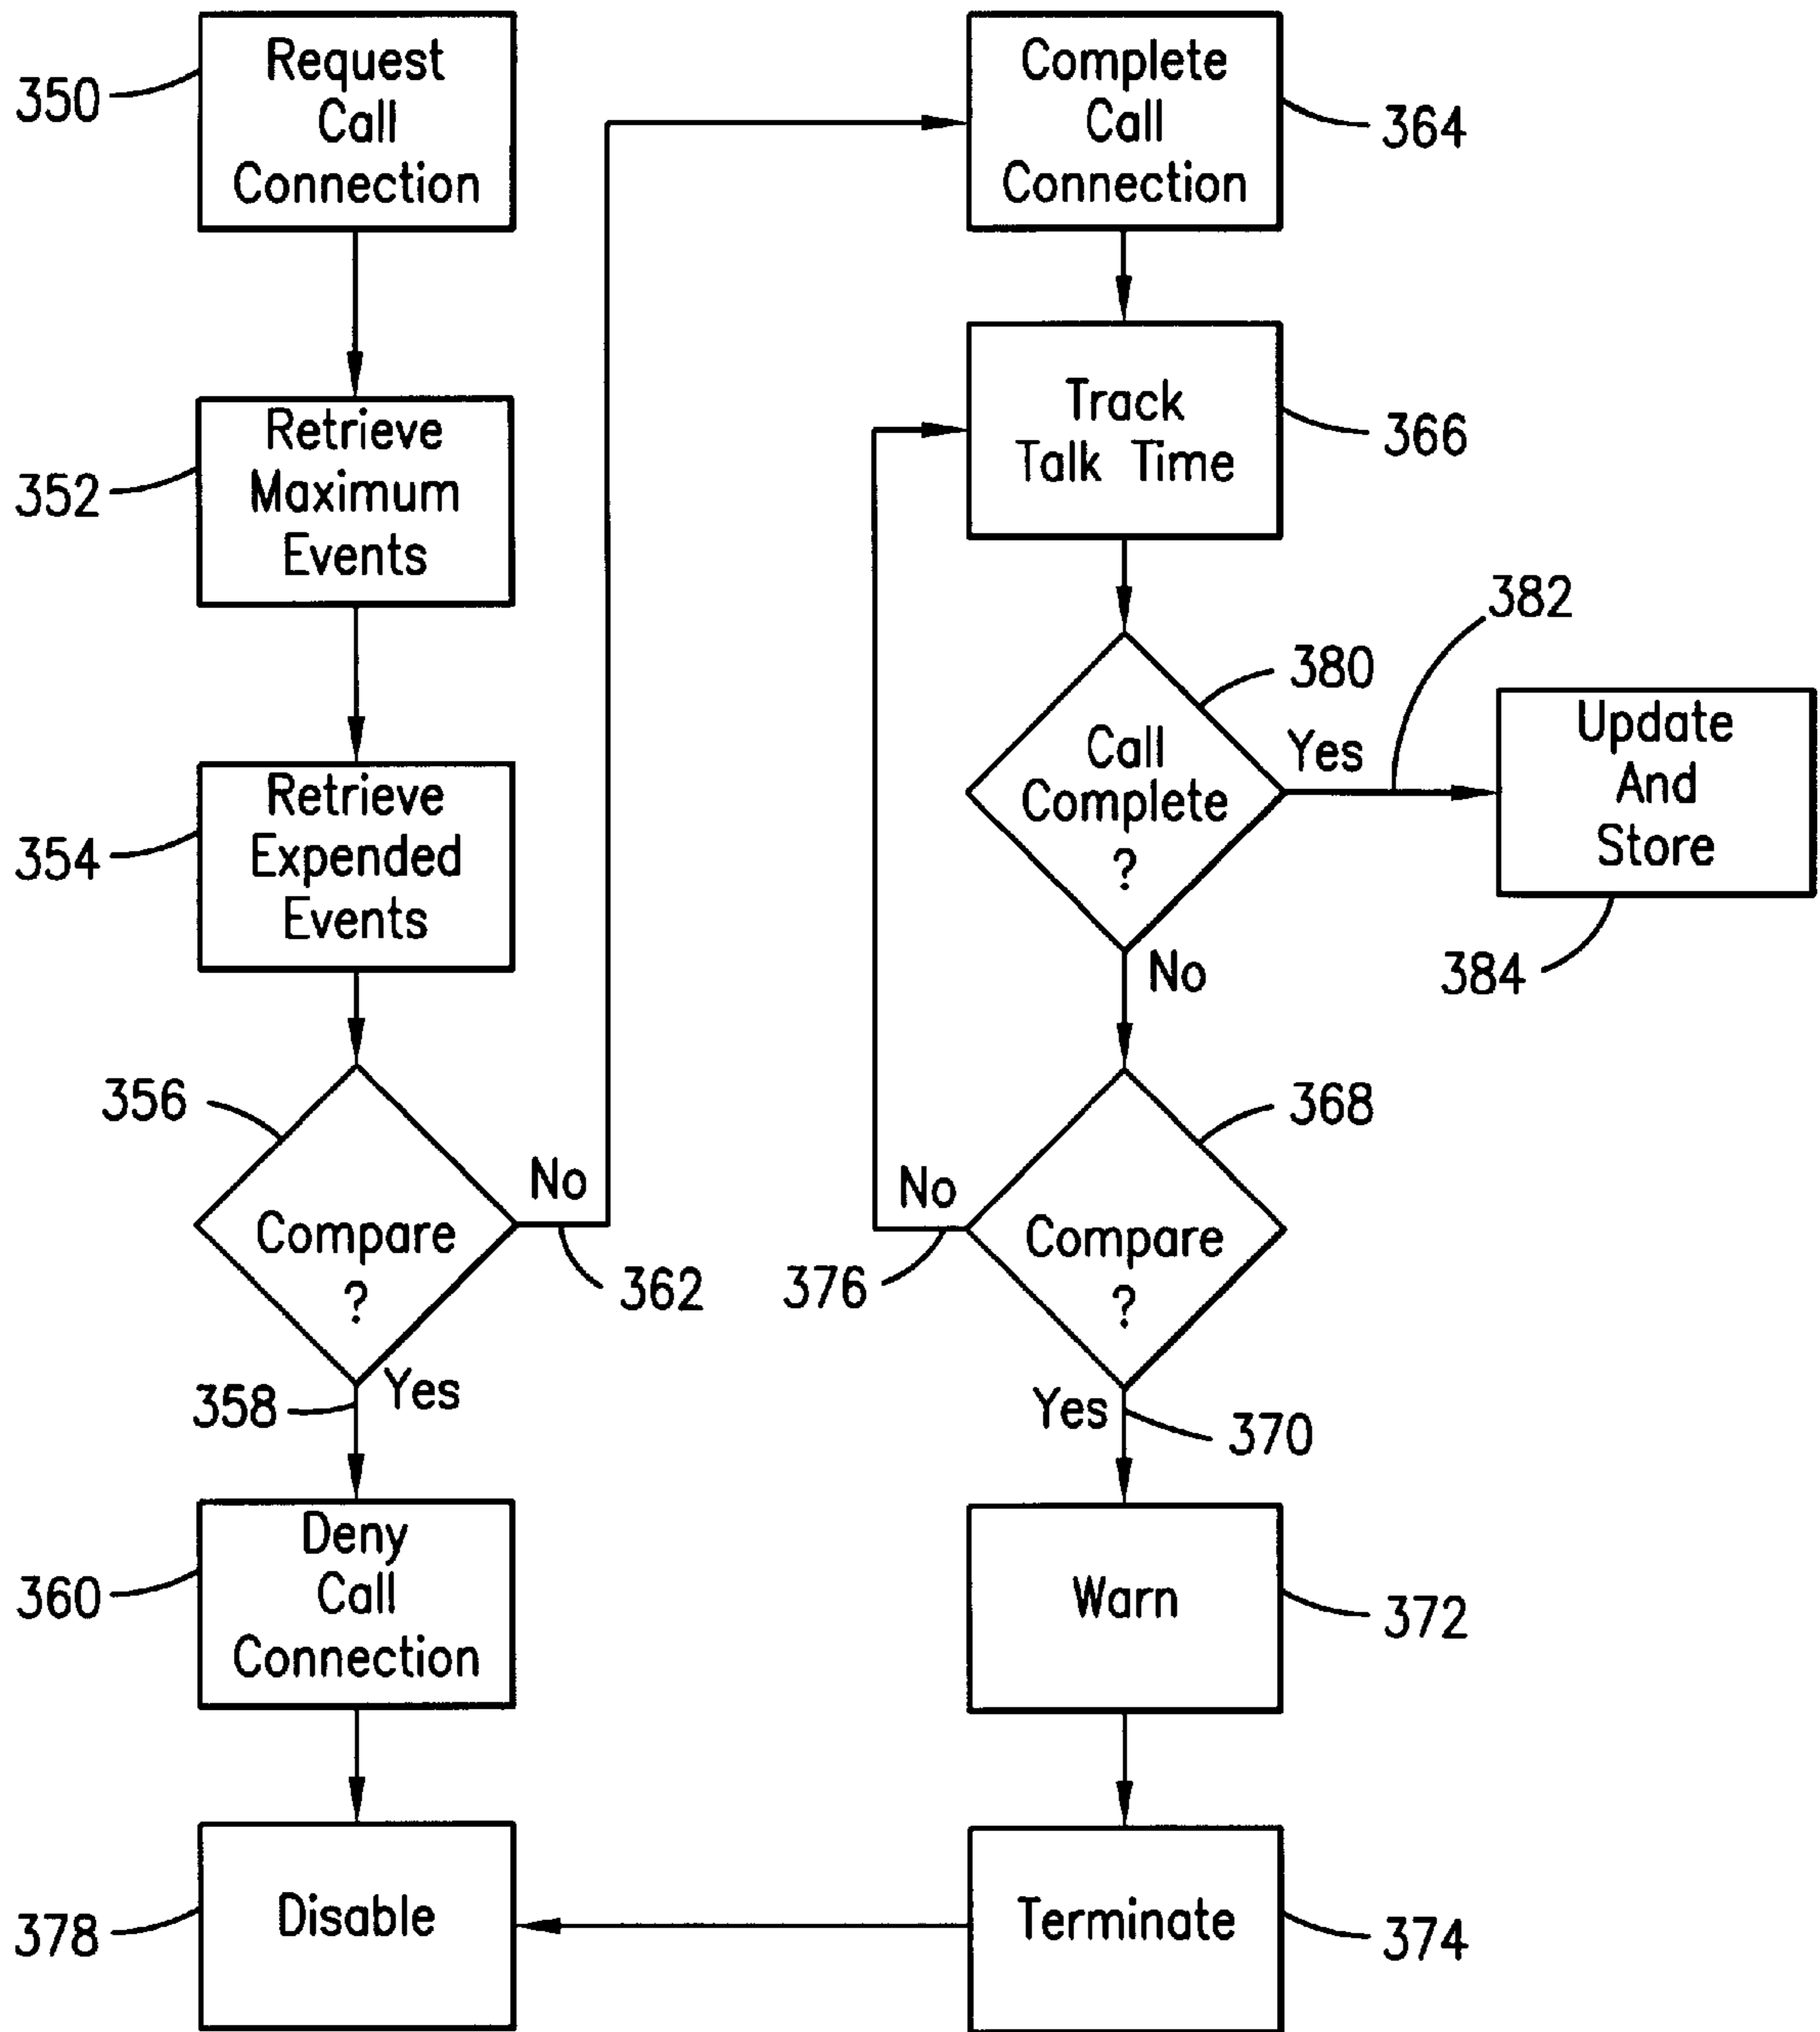 350
Request
Call
Connection
352
Retrieve
Maximum
Events
354
Retrieve
Expended
Events
356
Compare
?
No
362
358
Yes
360
Deny
Call
Connection
378
Disable
Complete
Call
Connection
364
Track
Talk Time
366
380
Call
Complete
?
Yes
382
Update
And
Store
384
No
368
Compare
?
No
376
Yes
370
Warn
372
Terminate
374